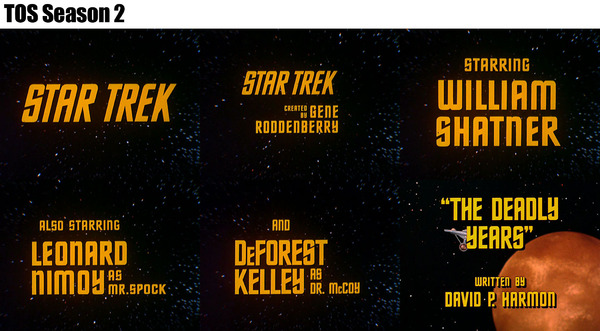 TOS Season 2
STAR TREK
STAR TREK
CREATED BY GENE
RODDENBERRY
STARRING
WILLIAM
SHATNER
ALSO STARRING
LEONARD
NIMOY AS MR. SPOCK
AND
DeFOREST
KELLEY AS DR. McCOY
"THE DEADLY
YEARS"
WRITTEN BY
DAVID P. HARMON